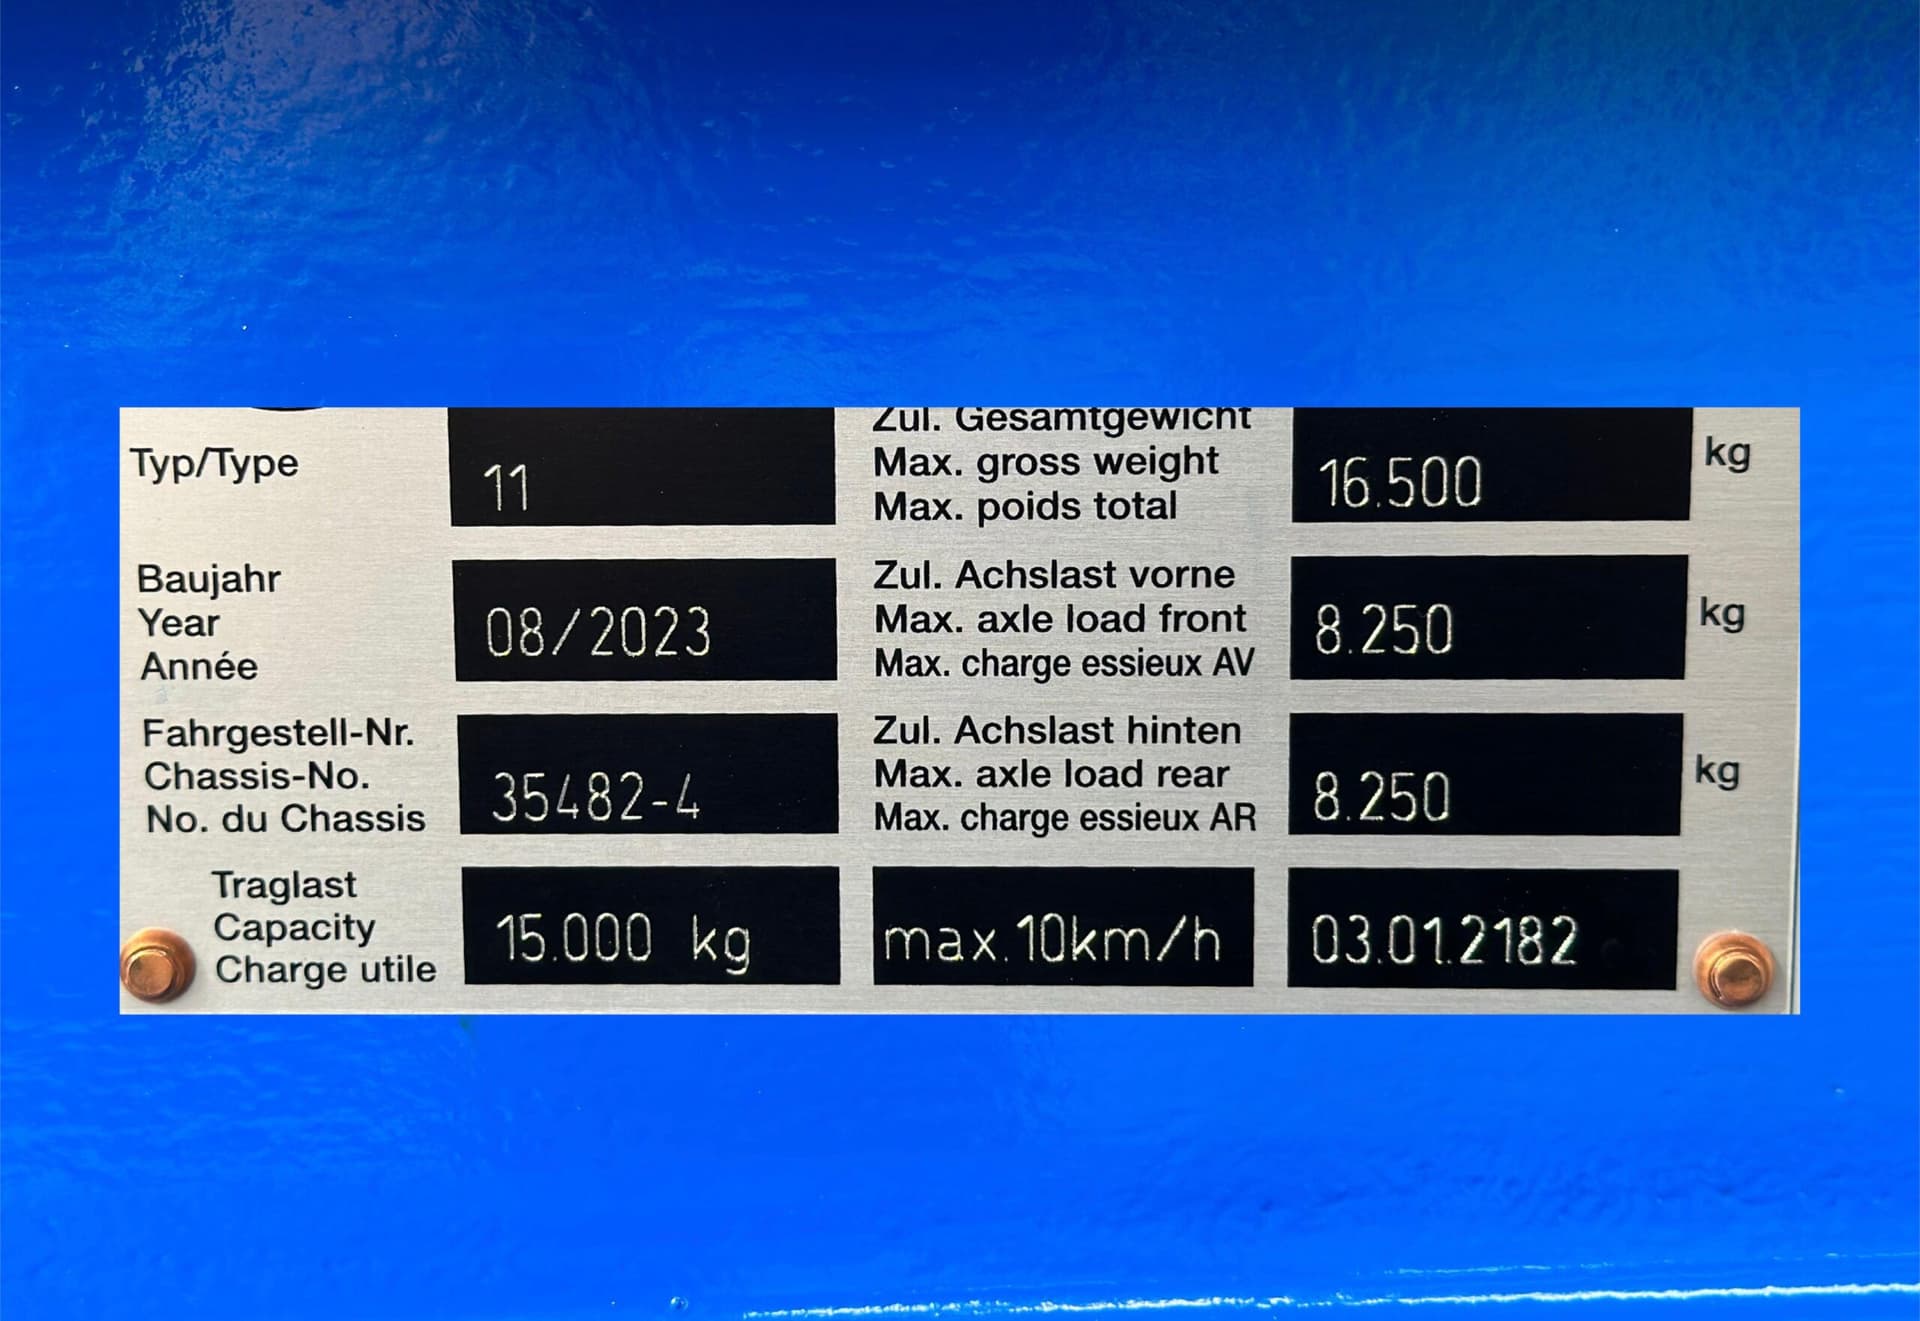 Typ/Type 11
Zul. Gesamtgewicht
Max. gross weight
Max. poids total
16.500 kg
Baujahr
Year
Année
08/2023
Zul. Achslast vorne
Max. axle load front
Max. charge essieux AV
8.250 kg
Fahrgestell-Nr.
Chassis-No.
No. du Chassis
35482-4
Zul. Achslast hinten
Max. axle load rear
Max. charge essieux AR
8.250 kg
Traglast
Capacity
Charge utile
15.000 kg
max.10km/h
03.01.2182